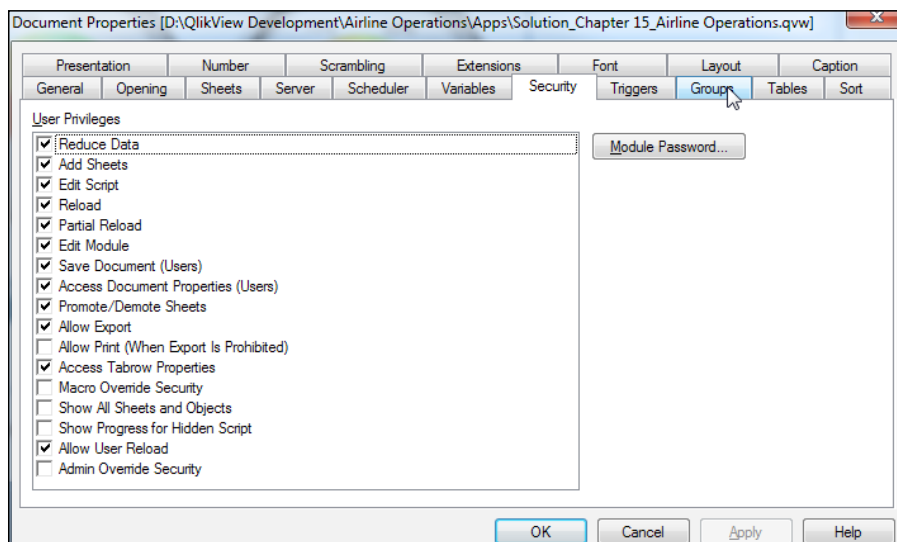 Document Properties [D:\QlikView Development\Airline Operations\Apps\Solution_Chapter 15_Airline Operations.qvw]
Presentation Number Scrambling Extensions Font Layout Caption
General Opening Sheets Server Scheduler Variables Security Triggers Groups Tables Sort
User Privileges
Reduce Data
Module Password...
Add Sheets
Edit Script
Reload
Partial Reload
Edit Module
Save Document (Users)
Access Document Properties (Users)
Promote/Demote Sheets
Allow Export
Allow Print (When Export Is Prohibited)
Access Tabrow Properties
Macro Override Security
Show All Sheets and Objects
Show Progress for Hidden Script
Allow User Reload
Admin Override Security
OK Cancel Apply Help